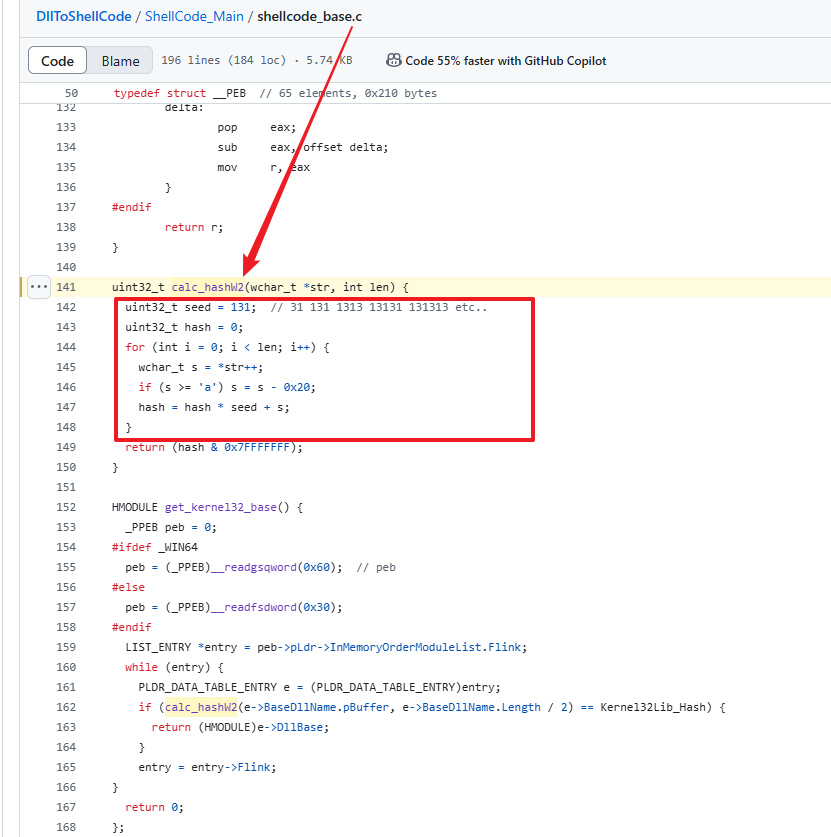 DllToShellCode / ShellCode_Main / shellcode_base.c
Code Blame 196 lines (184 loc) · 5.74 KB Code 55% faster with GitHub Copilot
50 typedef struct __PEB // 65 elements, 0x210 bytes
132 delta:
133 pop eax;
134 sub eax, offset delta;
135 mov r, eax
136 }
137 #endif
138 return r;
139 }
140
141 uint32_t calc_hashW2(wchar_t *str, int len) {
142 uint32_t seed = 131; // 31 131 1313 13131 131313 etc..
143 uint32_t hash = 0;
144 for (int i = 0; i < len; i++) {
145 wchar_t s = *str++;
146 if (s >= 'a') s = s - 0x20;
147 hash = hash * seed + s;
148 }
149 return (hash & 0x7FFFFFFF);
150 }
151
152 HMODULE get_kernel32_base() {
153 _PPEB peb = 0;
154 #ifdef _WIN64
155 peb = (_PPEB)__readgsqword(0x60); // peb
156 #else
157 peb = (_PPEB)__readfsdword(0x30);
158 #endif
159 LIST_ENTRY *entry = peb->pLdr->InMemoryOrderModuleList.Flink;
160 while (entry) {
161 PLDR_DATA_TABLE_ENTRY e = (PLDR_DATA_TABLE_ENTRY)entry;
162 if (calc_hashW2(e->BaseDllName.pBuffer, e->BaseDllName.Length / 2) == Kernel32Lib_Hash) {
163 return (HMODULE)e->DllBase;
164 }
165 entry = entry->Flink;
166 }
167 return 0;
168 };